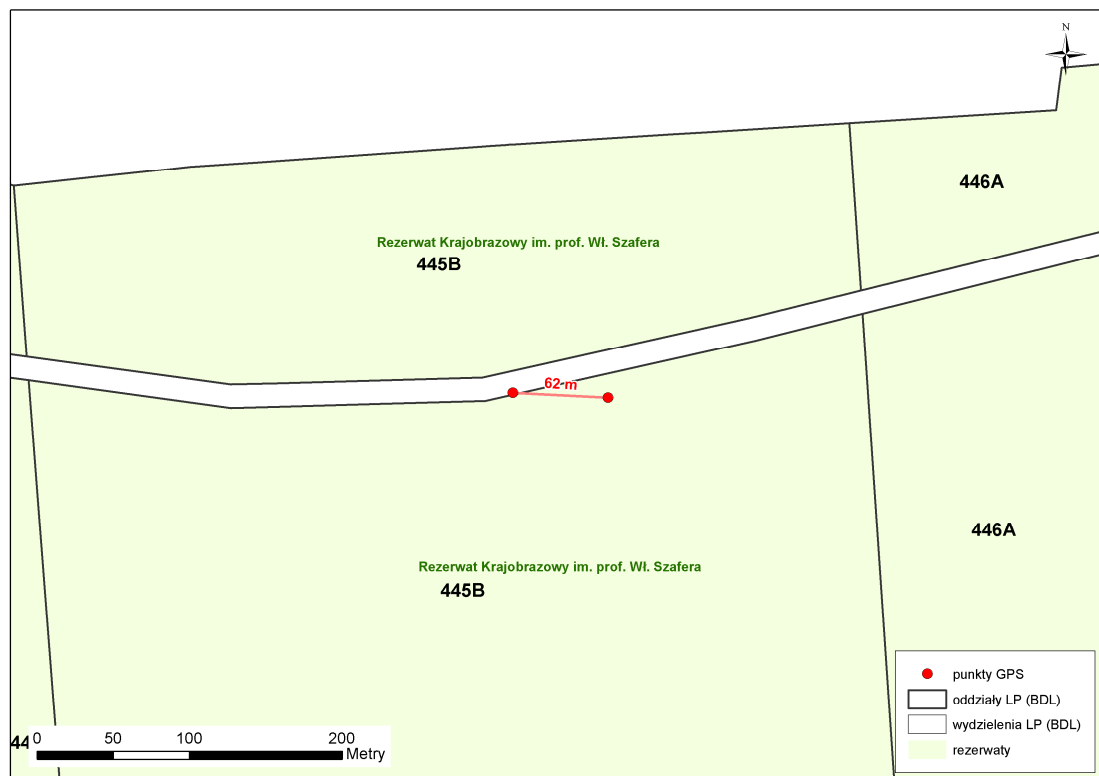 N
446A
Rezerwat Krajobrazowy im. prof. Wł. Szafera
445B
62 m
446A
Rezerwat Krajobrazowy im. prof. Wł. Szafera
445B
punkty GPS
oddziały LP (BDL)
wydzielenia LP (BDL)
rezerwaty
44
0 50 100 200
Metry